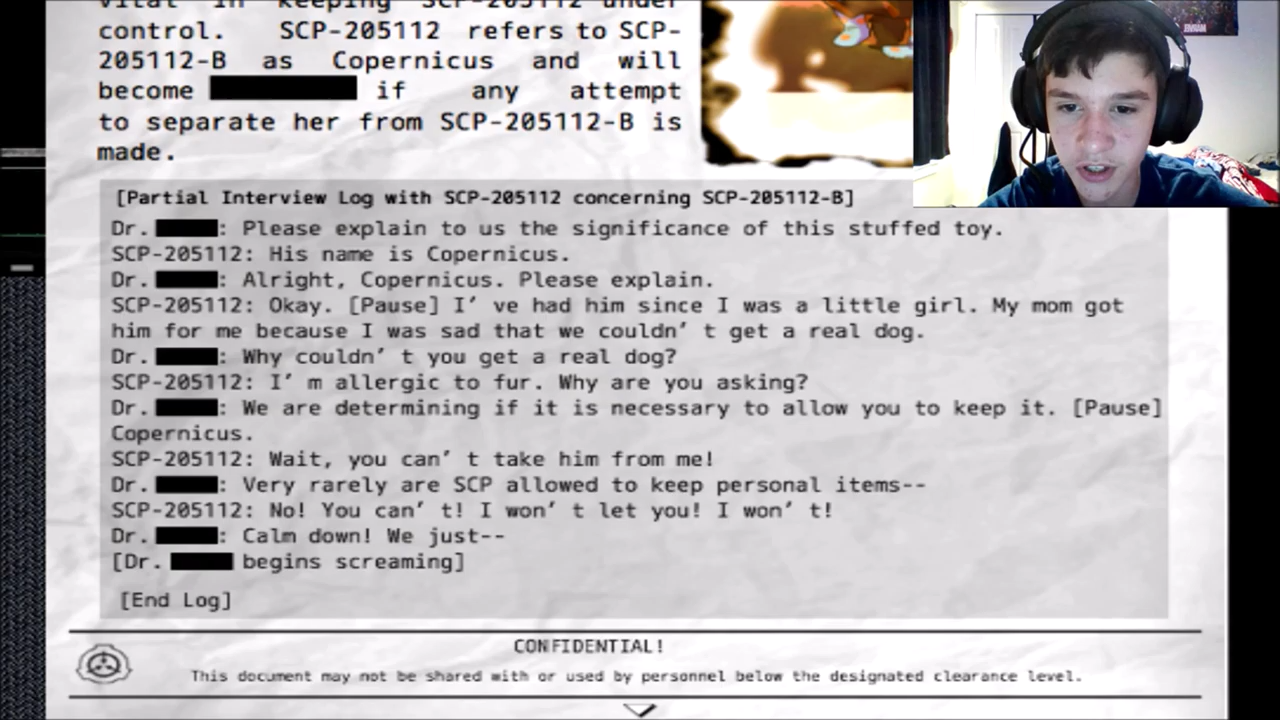 vital in keeping SCP-205112 under
control. SCP-205112 refers to SCP-
205112-B as Copernicus and will
become if any attempt
to separate her from SCP-205112-B is
made.
[Partial Interview Log with SCP-205112 concerning SCP-205112-B]
Dr. : Please explain to us the significance of this stuffed toy.
SCP-205112: His name is Copernicus.
Dr. : Alright, Copernicus. Please explain.
SCP-205112: Okay. [Pause] I' ve had him since I was a little girl. My mom got
him for me because I was sad that we couldn' t get a real dog.
Dr. : Why couldn' t you get a real dog?
SCP-205112: I' m allergic to fur. Why are you asking?
Dr. : We are determining if it is necessary to allow you to keep it. [Pause]
Copernicus.
SCP-205112: Wait, you can' t take him from me!
Dr. : Very rarely are SCP allowed to keep personal items--
SCP-205112: No! You can' t! I won' t let you! I won' t!
Dr. : Calm down! We just--
[Dr. begins screaming]
[End Log]
CONFIDENTIAL!
This document may not be shared with or used by personnel below the designated clearance level.